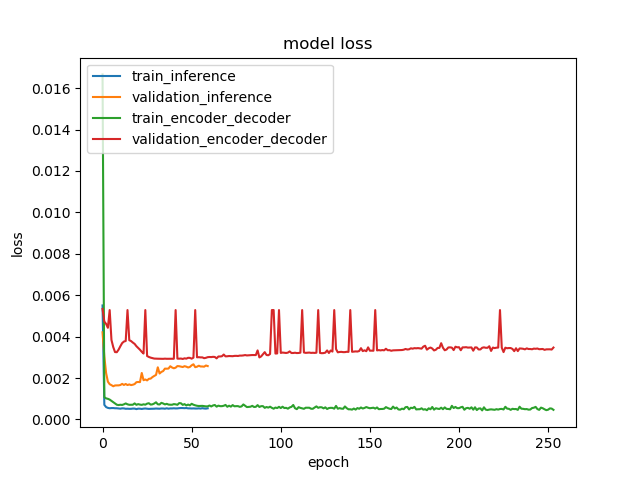 model loss
train_inference
validation_inference
train_encoder_decoder
validation_encoder_decoder
0.016
0.014
0.012
0.010
0.008
0.006
0.004
0.002
0.000
loss
0 50 100 150 200 250
epoch